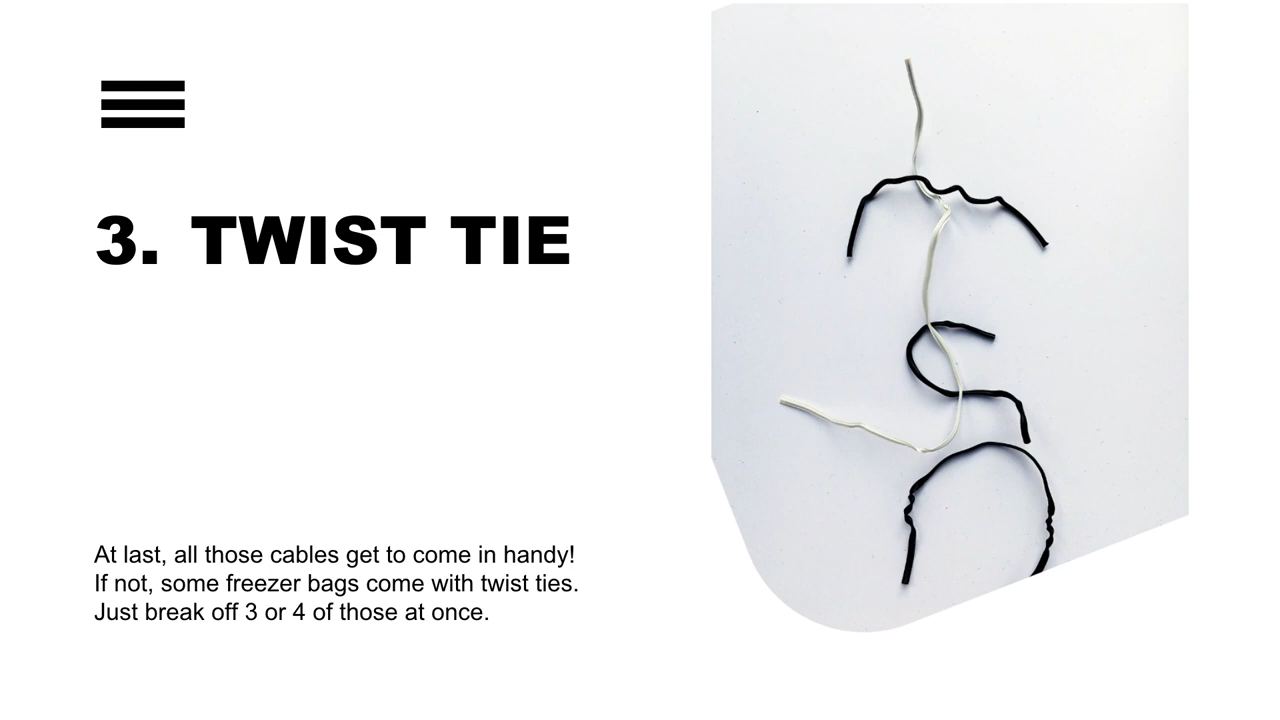 3. TWIST TIE
At last, all those cables get to come in handy!
If not, some freezer bags come with twist ties.
Just break off 3 or 4 of those at once.